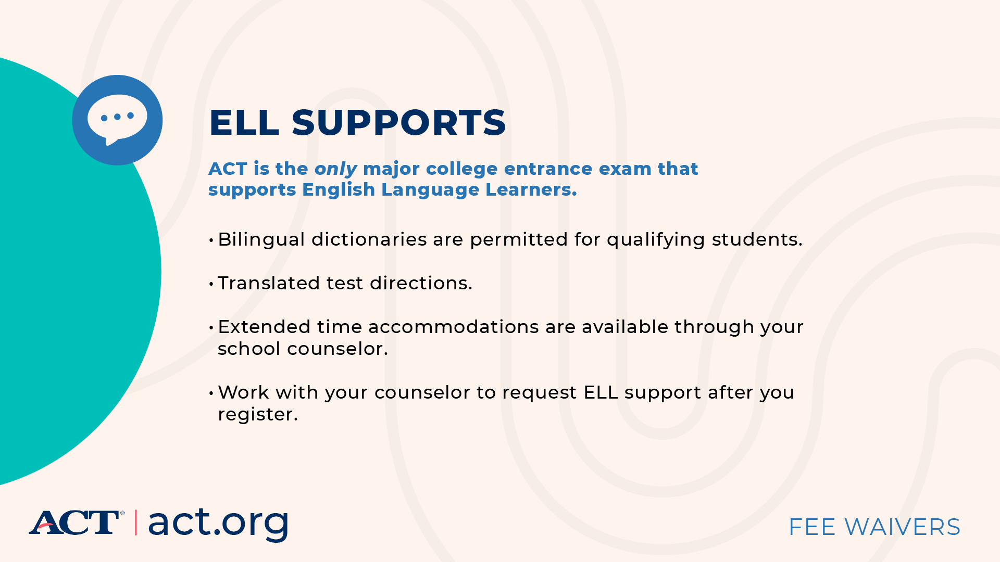 ELL SUPPORTS
ACT is the only major college entrance exam that
supports English Language Learners.
• Bilingual dictionaries are permitted for qualifying students.
• Translated test directions.
• Extended time accommodations are available through your
school counselor.
• Work with your counselor to request ELL support after you
register.
ACT® | act.org
FEE WAIVERS